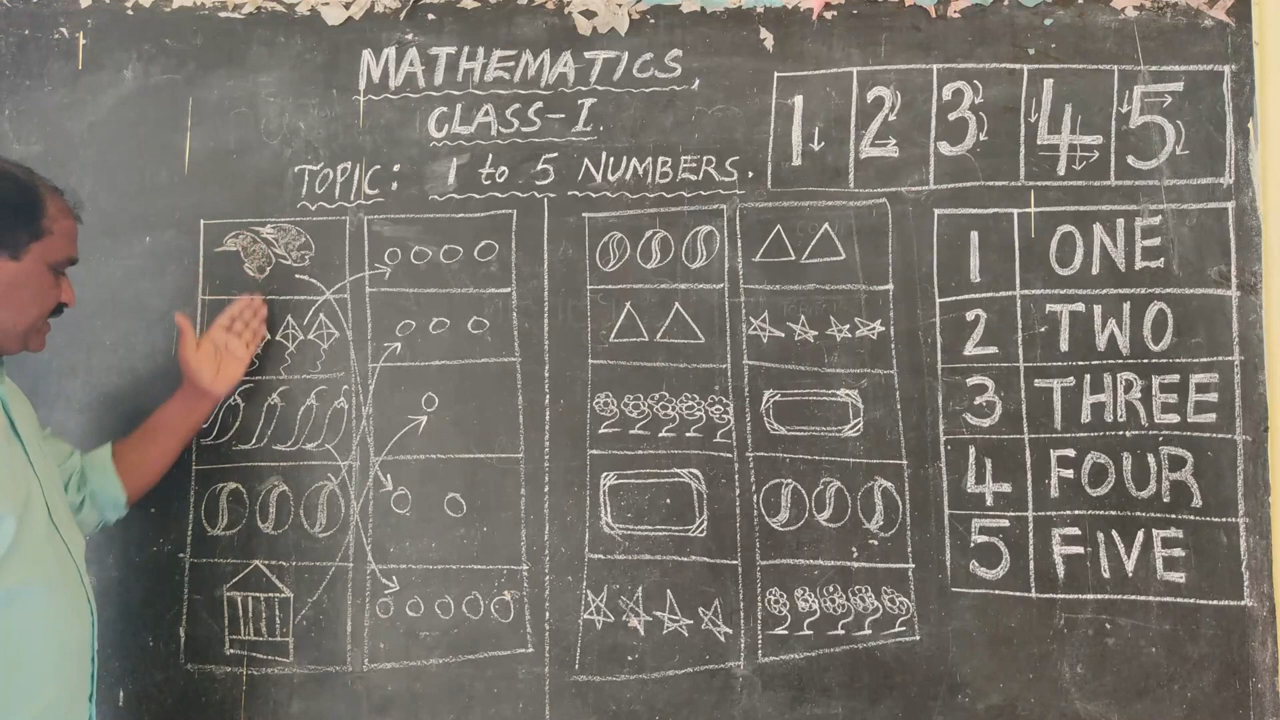 MATHEMATICS,
CLASS-I.
TOPIC: 1 to 5 NUMBERS.
1 2 3 4 5
1 ONE
2 TWO
3 THREE
4 FOUR
5 FIVE